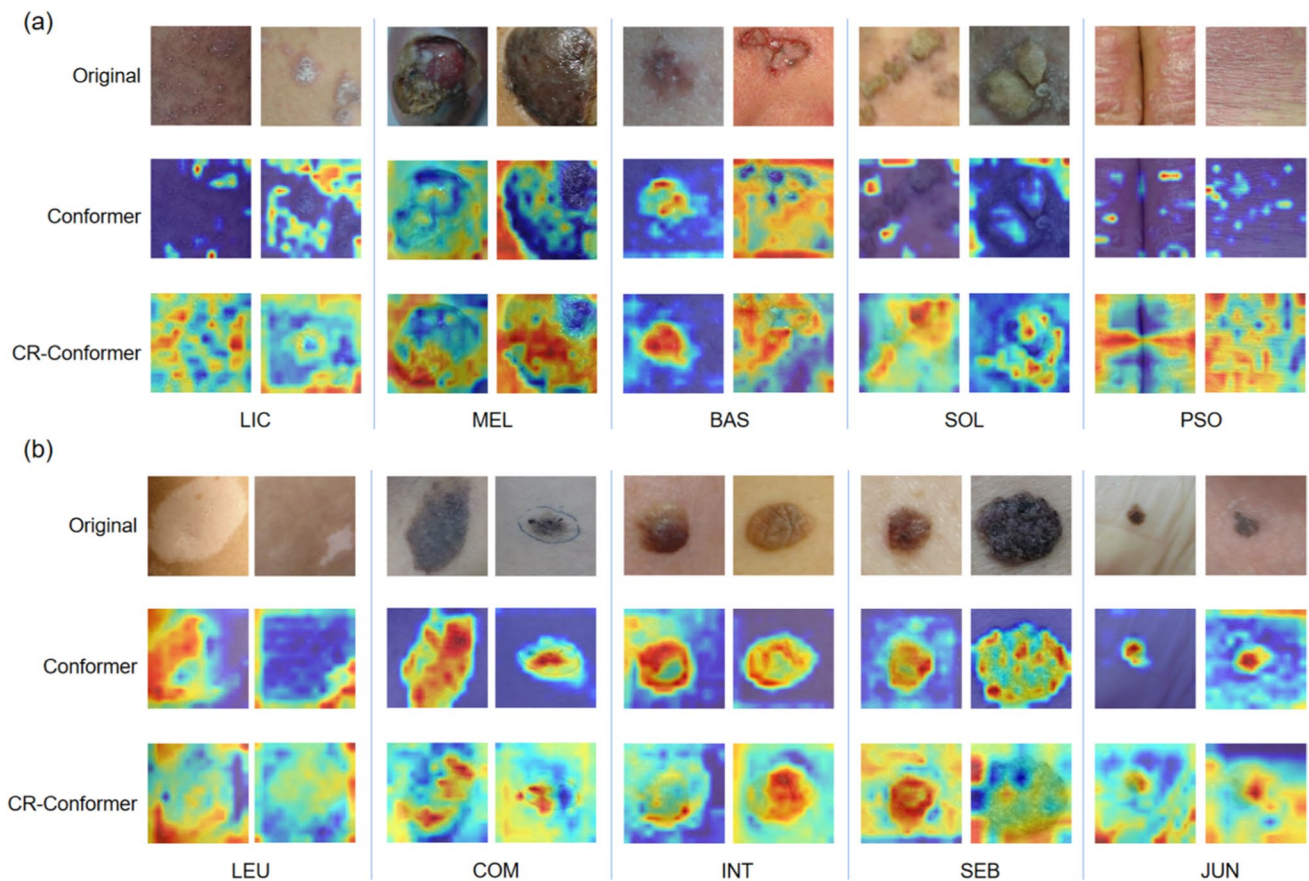 (a)
Original
Conformer
CR-Conformer
LIC MEL BAS SOL PSO
(b)
Original
Conformer
CR-Conformer
LEU COM INT SEB JUN